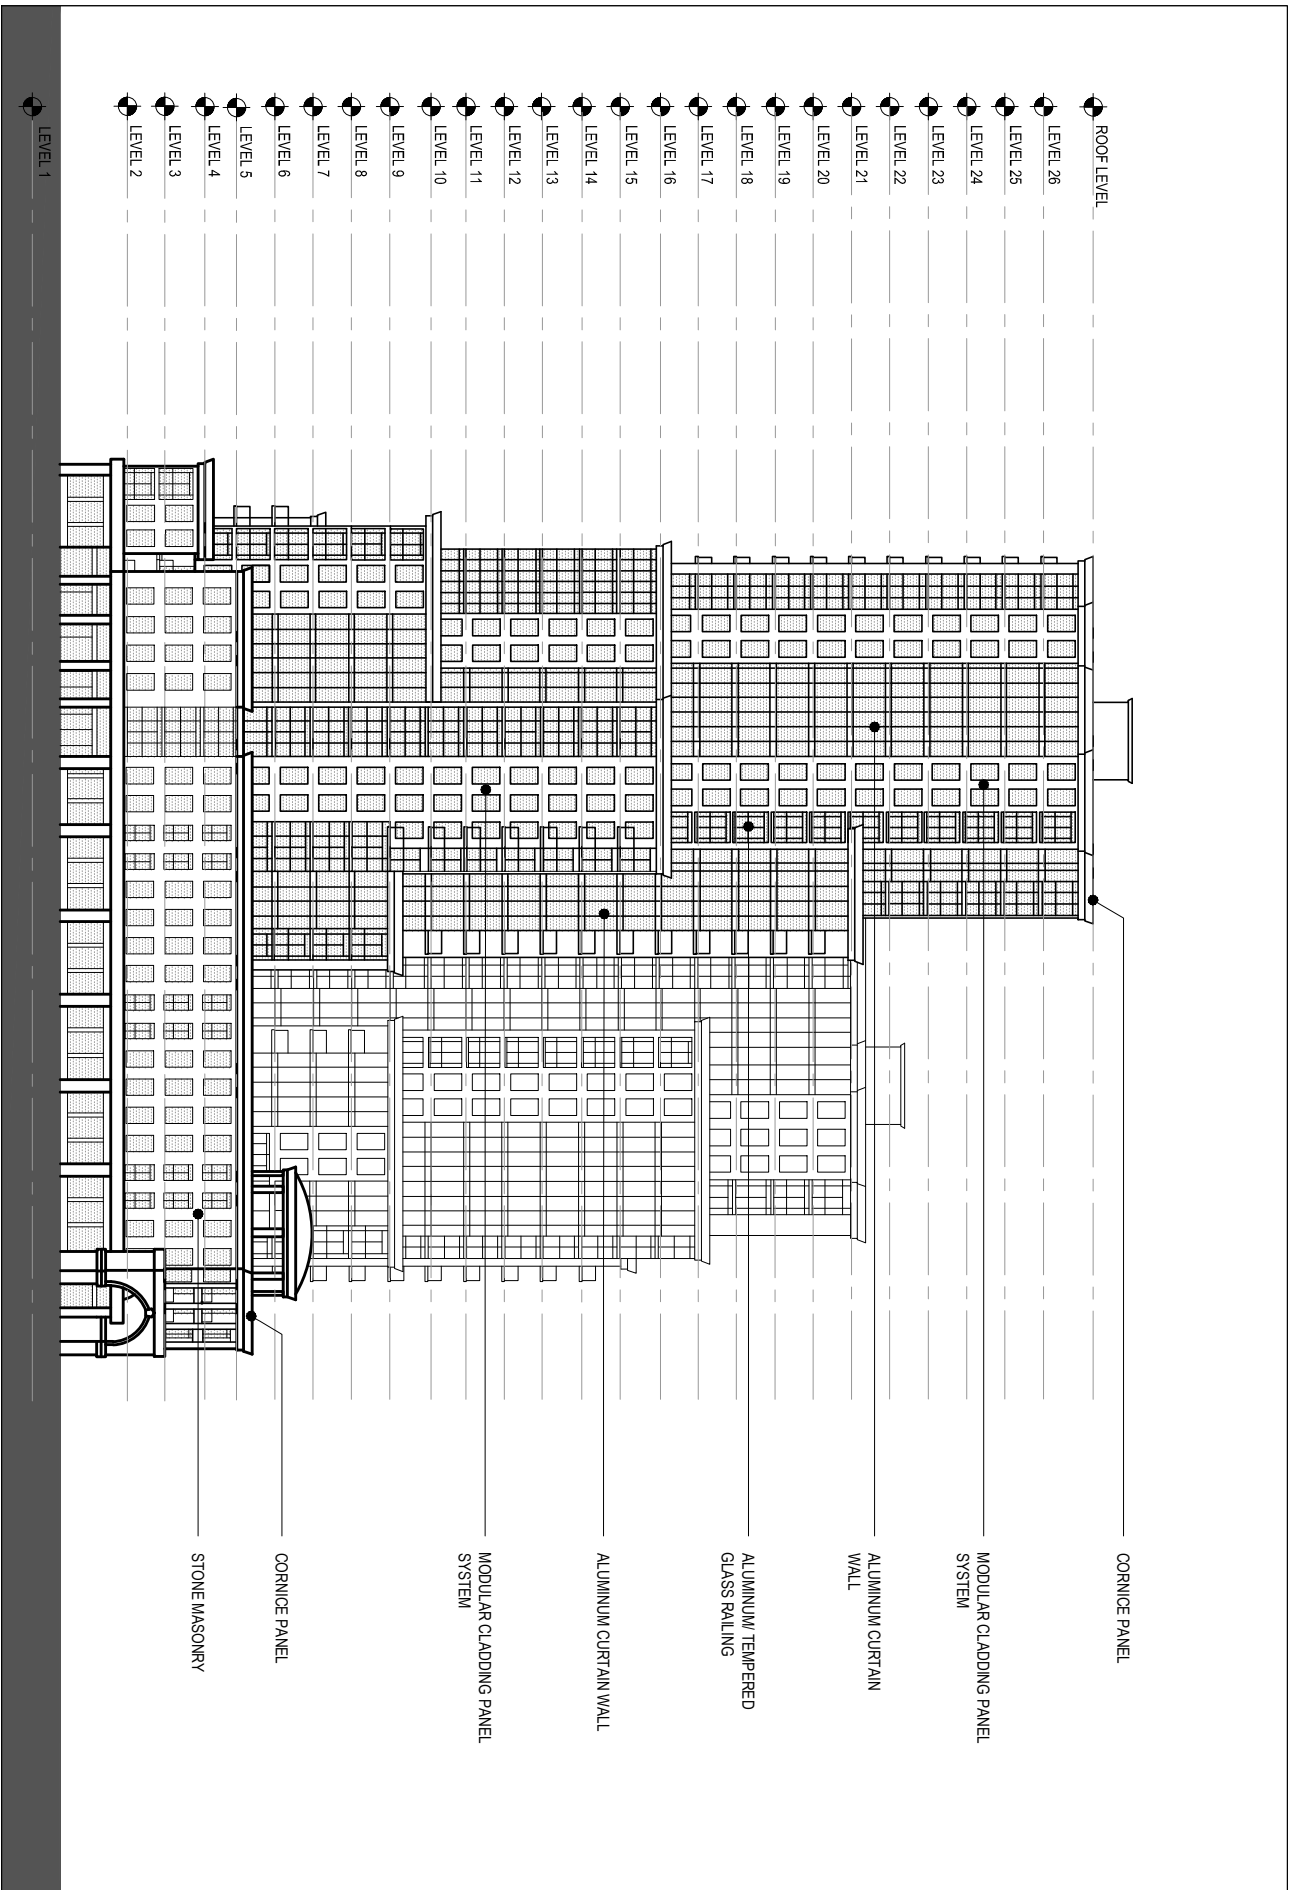 ROOF LEVEL
LEVEL 26
LEVEL 25
LEVEL 24
LEVEL 23
LEVEL 22
LEVEL 21
LEVEL 20
LEVEL 19
LEVEL 18
LEVEL 17
LEVEL 16
LEVEL 15
LEVEL 14
LEVEL 13
LEVEL 12
LEVEL 11
LEVEL 10
LEVEL 9
LEVEL 8
LEVEL 7
LEVEL 6
LEVEL 5
LEVEL 4
LEVEL 3
LEVEL 2
LEVEL 1
CORNICE PANEL
MODULAR CLADDING PANEL
SYSTEM
ALUMINUM CURTAIN
WALL
ALUMINUM/ TEMPERED
GLASS RAILING
ALUMINUM CURTAIN WALL
MODULAR CLADDING PANEL
SYSTEM
CORNICE PANEL
STONE MASONRY